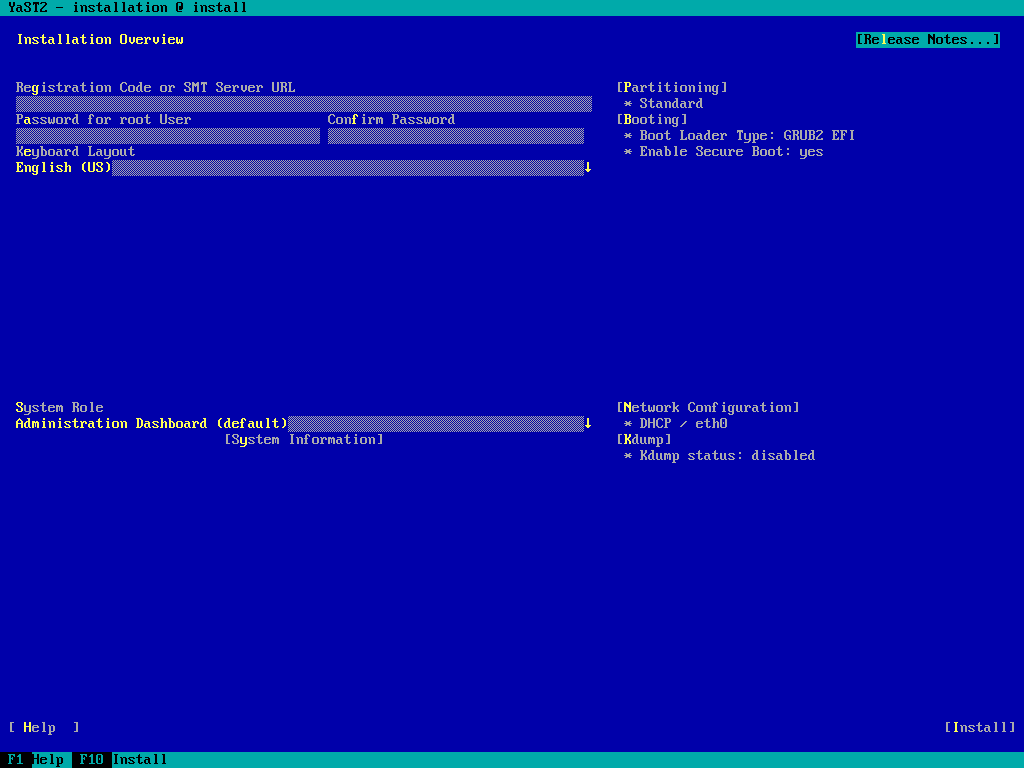 YaST2 - installation @ install
Installation Overview [Release Notes...]
Registration Code or SMT Server URL [Partitioning]
* Standard
Password for root User Confirm Password [Booting]
* Boot Loader Type: GRUB2 EFI
Keyboard Layout * Enable Secure Boot: yes
English (US) ↓
System Role [Network Configuration]
Administration Dashboard (default) ↓ * DHCP / eth0
[System Information] [Kdump]
* Kdump status: disabled
[ Help ] [Install]
F1 Help F10 Install